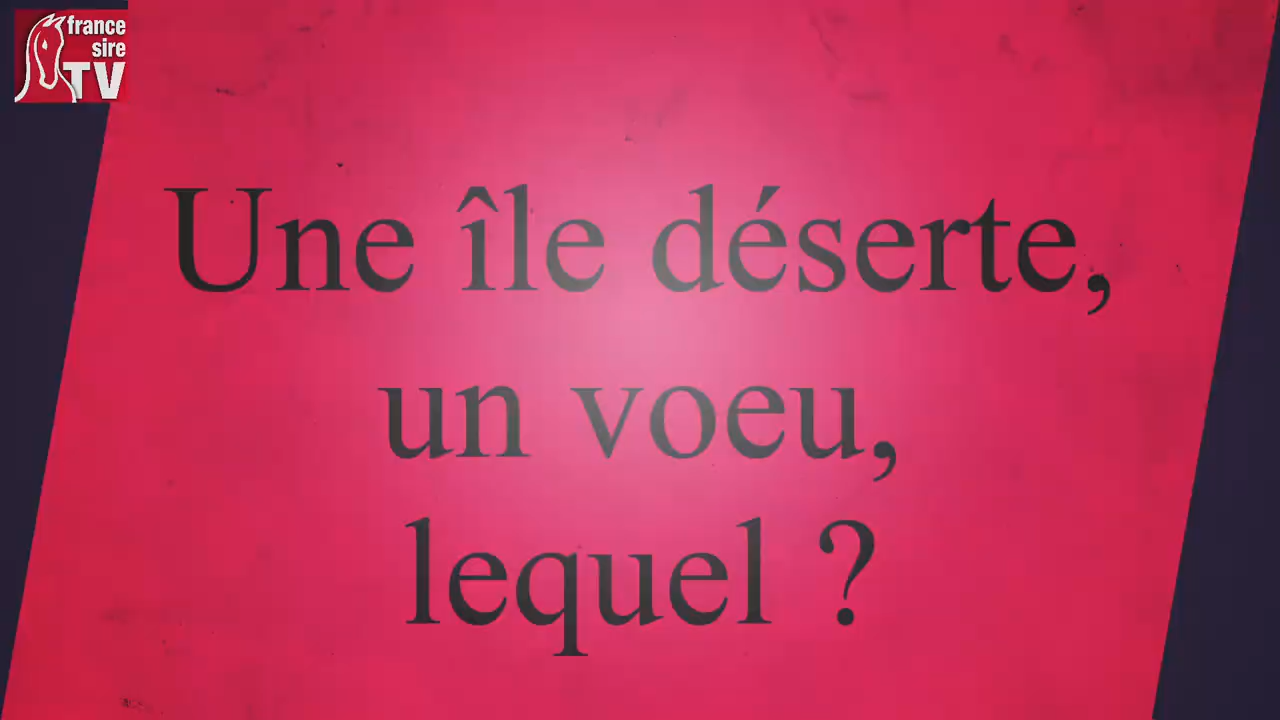 france
sire
TV
Une île déserte,
un voeu,
lequel ?